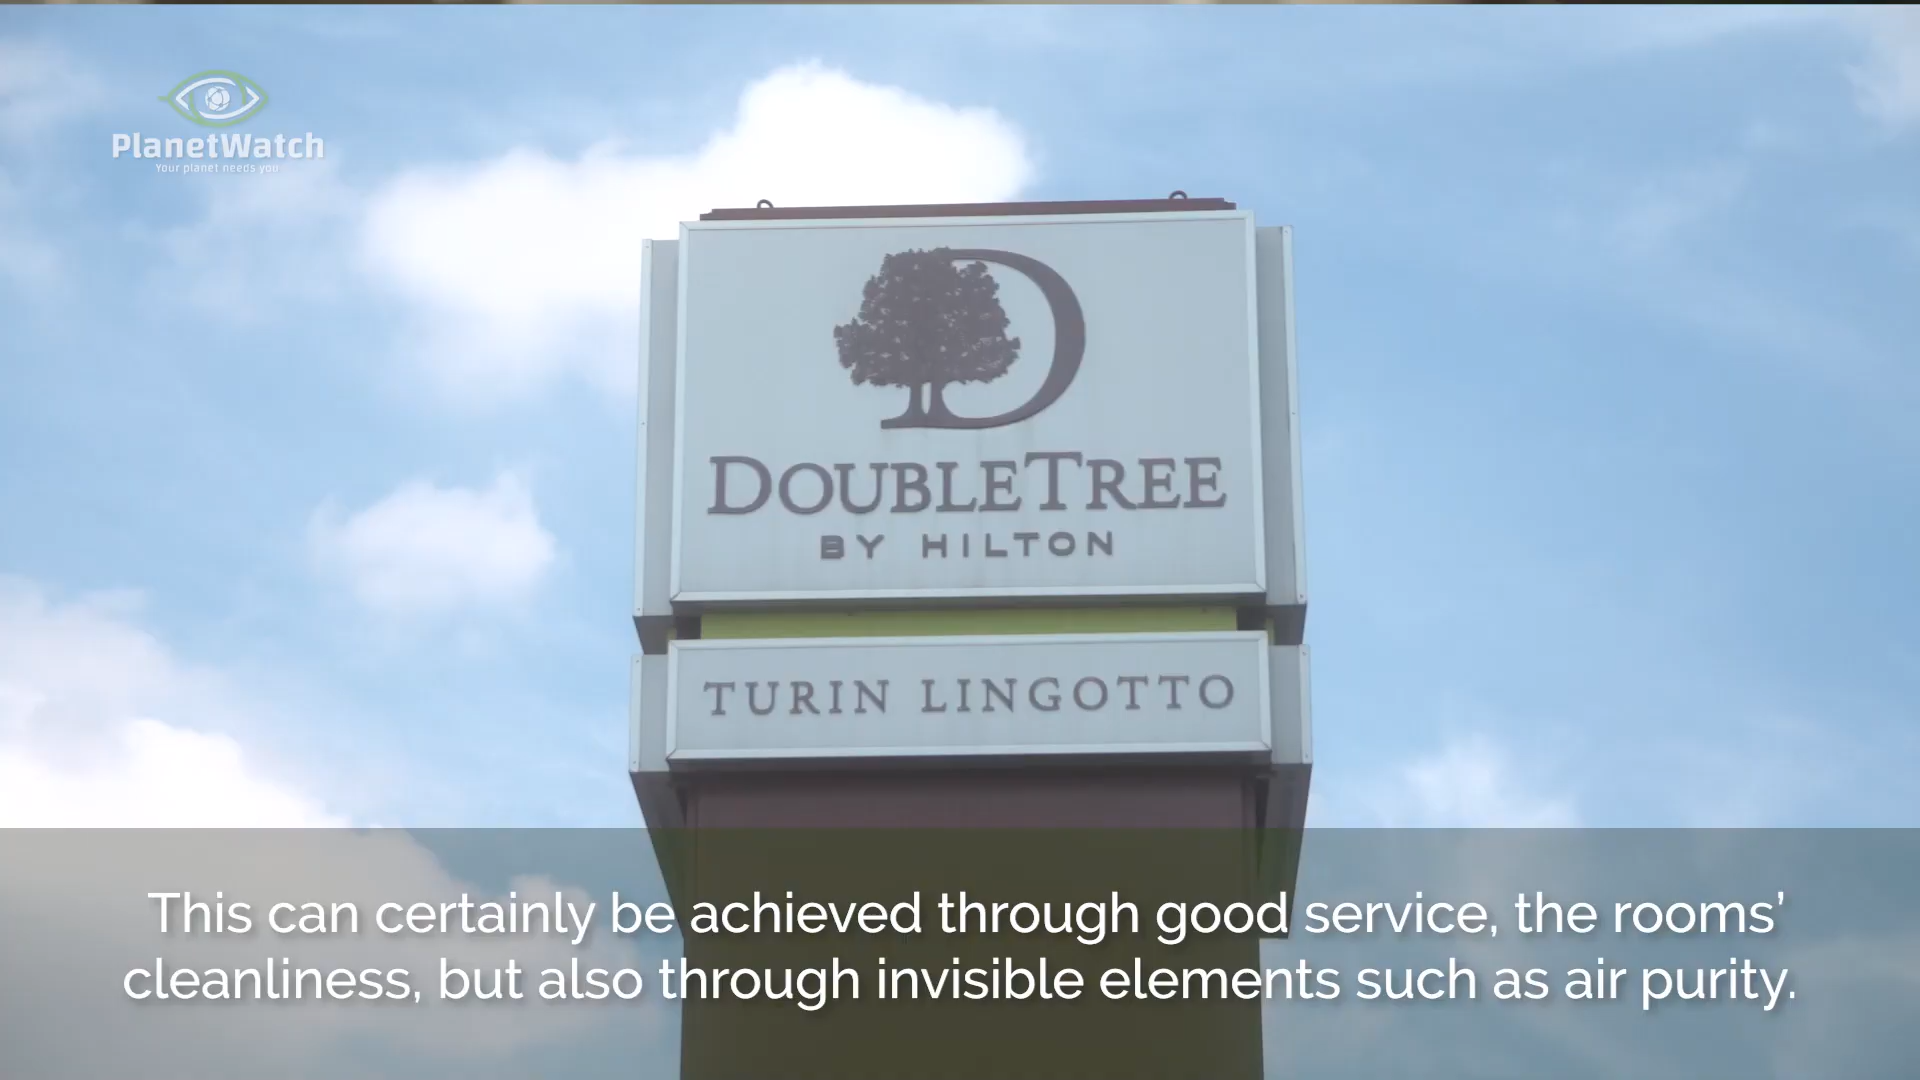 PlanetWatch
Your planet needs you
DOUBLETREE
BY HILTON
TURIN LINGOTTO
This can certainly be achieved through good service, the rooms’
cleanliness, but also through invisible elements such as air purity.